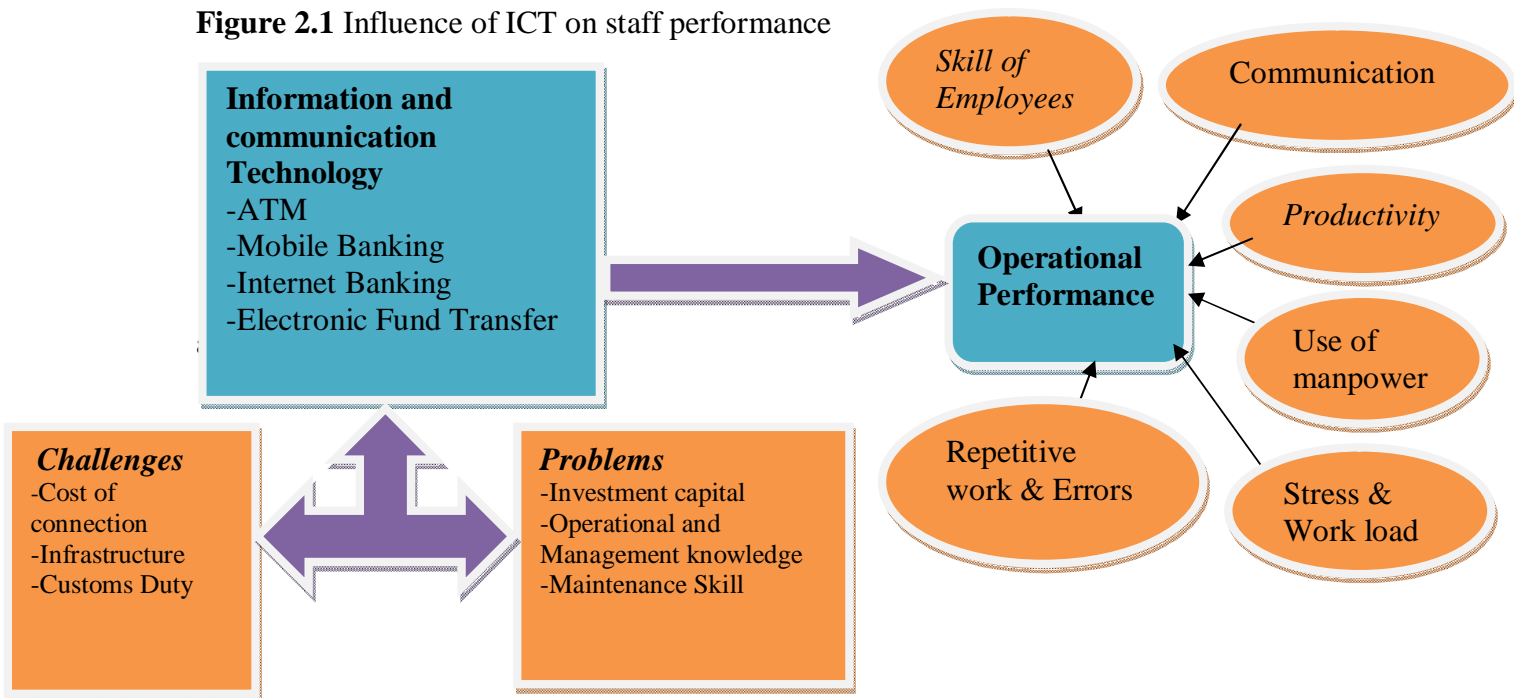 Figure 2.1 Influence of ICT on staff performance
Information and
communication
Technology
-ATM
-Mobile Banking
-Internet Banking
-Electronic Fund Transfer
Challenges
-Cost of
connection
-Infrastructure
-Customs Duty
Problems
-Investment capital
-Operational and
Management knowledge
-Maintenance Skill
Operational
Performance
Skill of
Employees
Communication
Productivity
Use of
manpower
Stress &
Work load
Repetitive
work & Errors